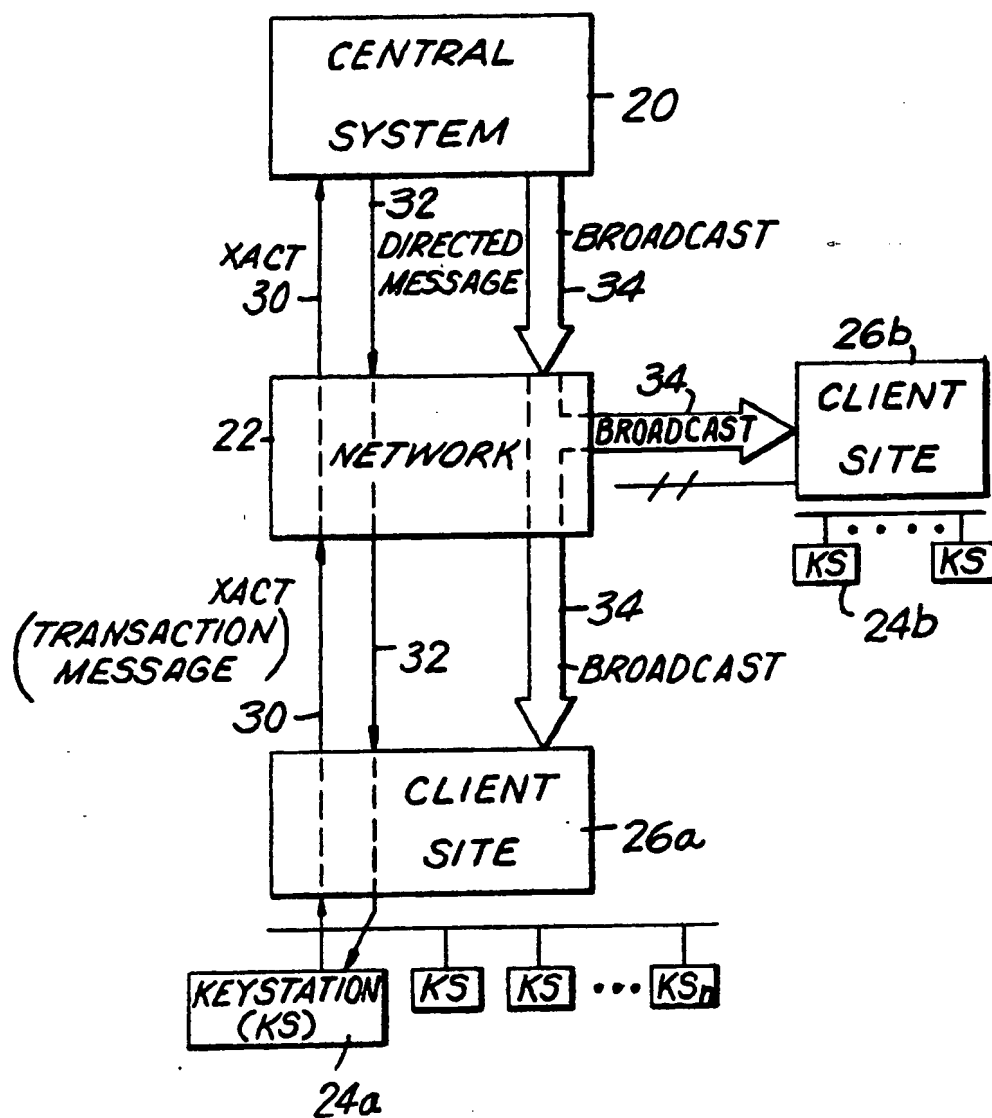 CENTRAL
SYSTEM
20
32
DIRECTED
MESSAGE
BROADCAST
34
XACT
30
26b
CLIENT
SITE
34
BROADCAST
22
NETWORK
KS
KS
24b
XACT
(TRANSACTION
MESSAGE)
30
32
34
BROADCAST
CLIENT
SITE
26a
KEYSTATION
(KS)
KS
KS
KSn
24a